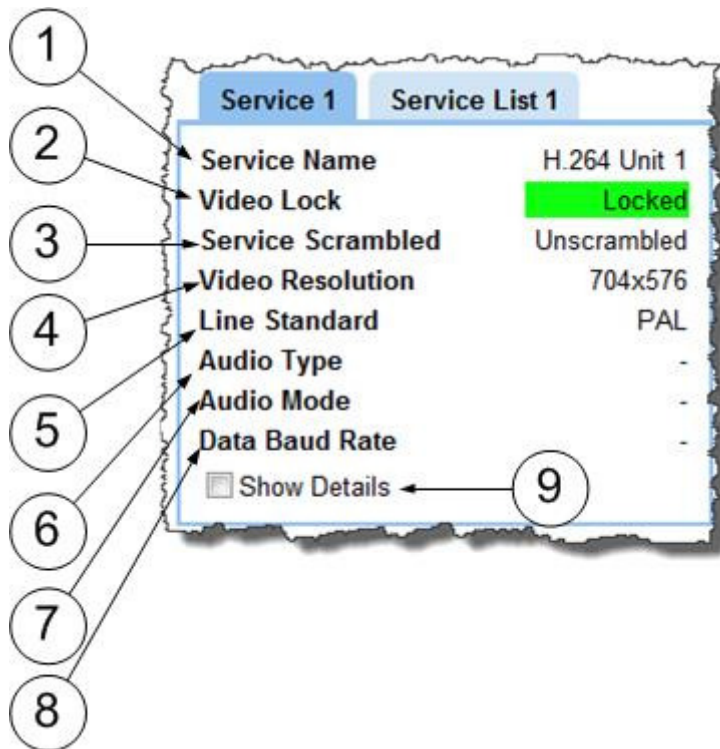 1
Service 1 Service List 1
2
Service Name H.264 Unit 1
Video Lock Locked
3
Service Scrambled Unscrambled
Video Resolution 704x576
4
Line Standard PAL
Audio Type -
Audio Mode -
5
Data Baud Rate -
Show Details 9
6
7
8